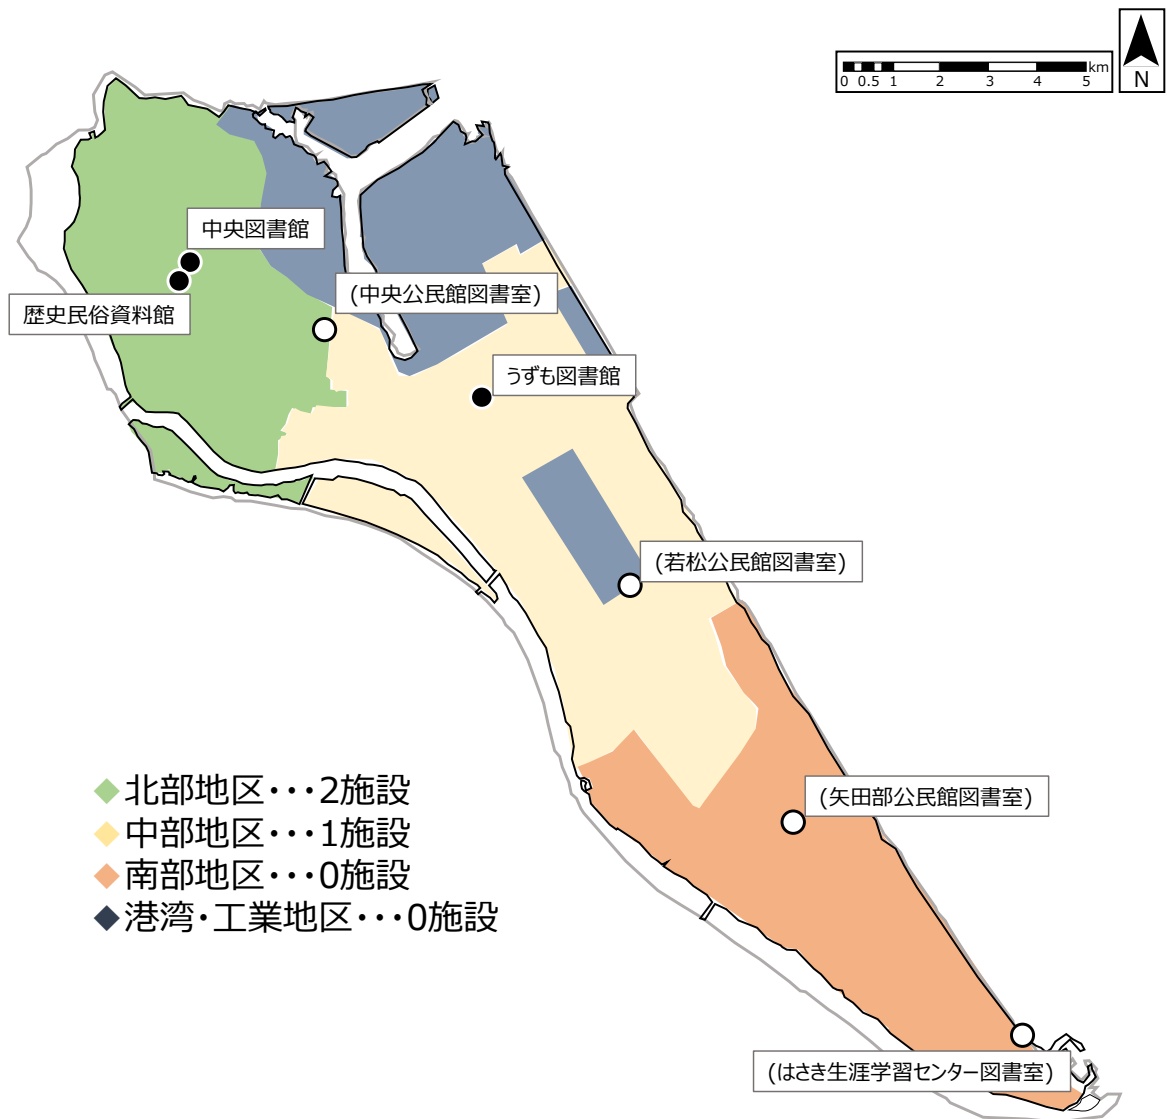 km
0 0.5 1 2 3 4 5
N
中央図書館
歴史民俗資料館
(中央公民館図書室)
うずも図書館
(若松公民館図書室)
(矢田部公民館図書室)
(はさき生涯学習センター図書室)
◆北部地区・・・2施設
◆中部地区・・・1施設
◆南部地区・・・0施設
◆港湾・工業地区・・・0施設